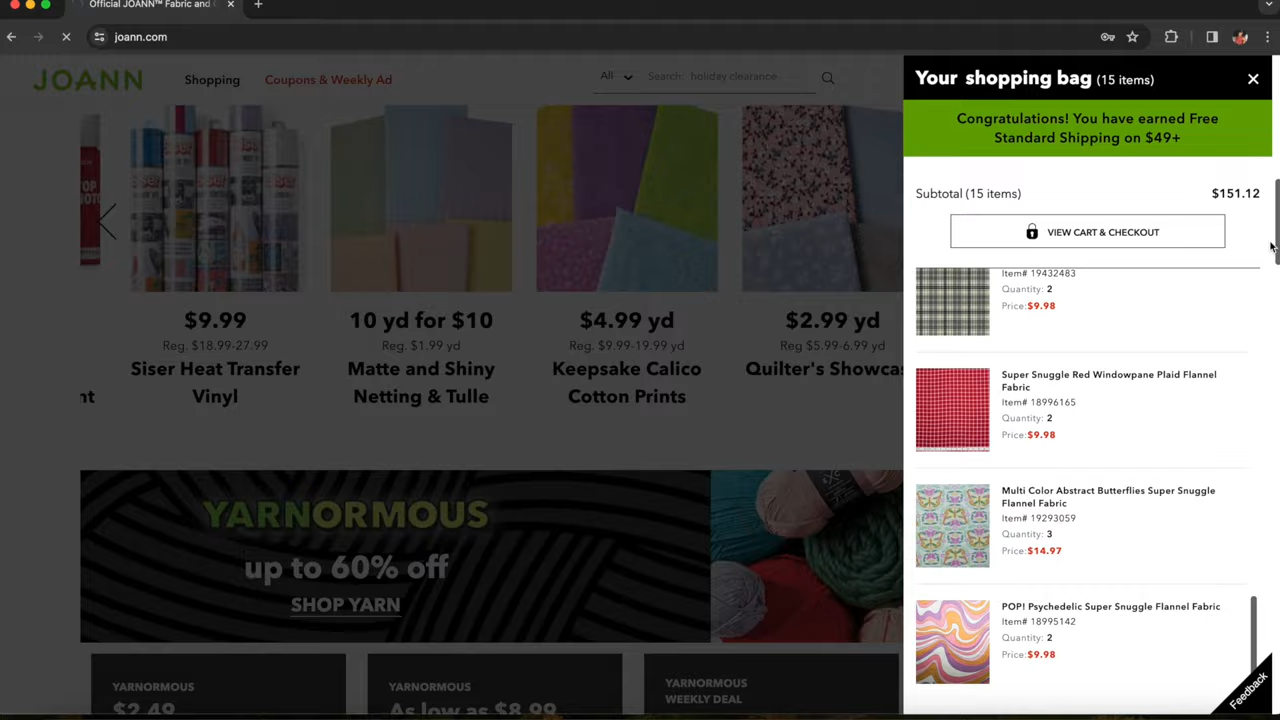 Official JOANN™ Fabric and
joann.com
JOANN
Shopping
Coupons & Weekly Ad
All
Search: holiday clearance
$9.99
Reg. $18.99-27.99
Siser Heat Transfer
Vinyl
10 yd for $10
Reg. $1.99 yd
Matte and Shiny
Netting & Tulle
$4.99 yd
Reg. $9.99-19.99 yd
Keepsake Calico
Cotton Prints
$2.99 yd
Reg $5.99-6.99 yd
Quilter's Showcas
nt
YARNORMOUS
up to 60% off
SHOP YARN
YARNORMOUS
$2.49
YARNORMOUS
As low as $8.99
YARNORMOUS
WEEKLY DEAL
Your shopping bag (15 items)
Congratulations! You have earned Free
Standard Shipping on $49+
Subtotal (15 items)
$151.12
VIEW CART & CHECKOUT
Item# 19432483
Quantity: 2
Price:$9.98
Super Snuggle Red Windowpane Plaid Flannel
Fabric
Item# 18996165
Quantity: 2
Price:$9.98
Multi Color Abstract Butterflies Super Snuggle
Flannel Fabric
Item# 19293059
Quantity: 3
Price:$14.97
POP! Psychedelic Super Snuggle Flannel Fabric
Item# 18995142
Quantity: 2
Price:$9.98
Feedback